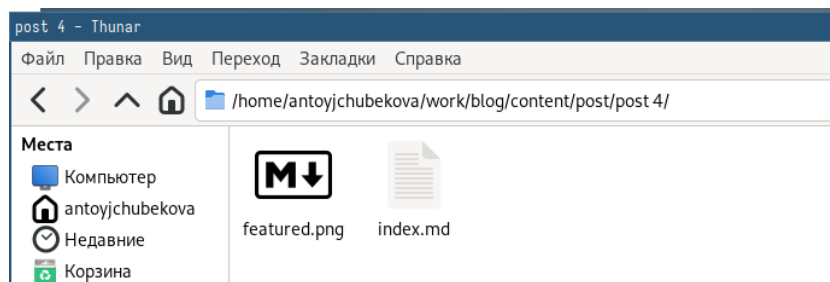 post 4 - Thunar
Файл Правка Вид Переход Закладки Справка
/home/antoyjchubekova/work/blog/content/post/post 4/
Места
Компьютер
antoyjchubekova
Недавние
Корзина
M
featured.png index.md